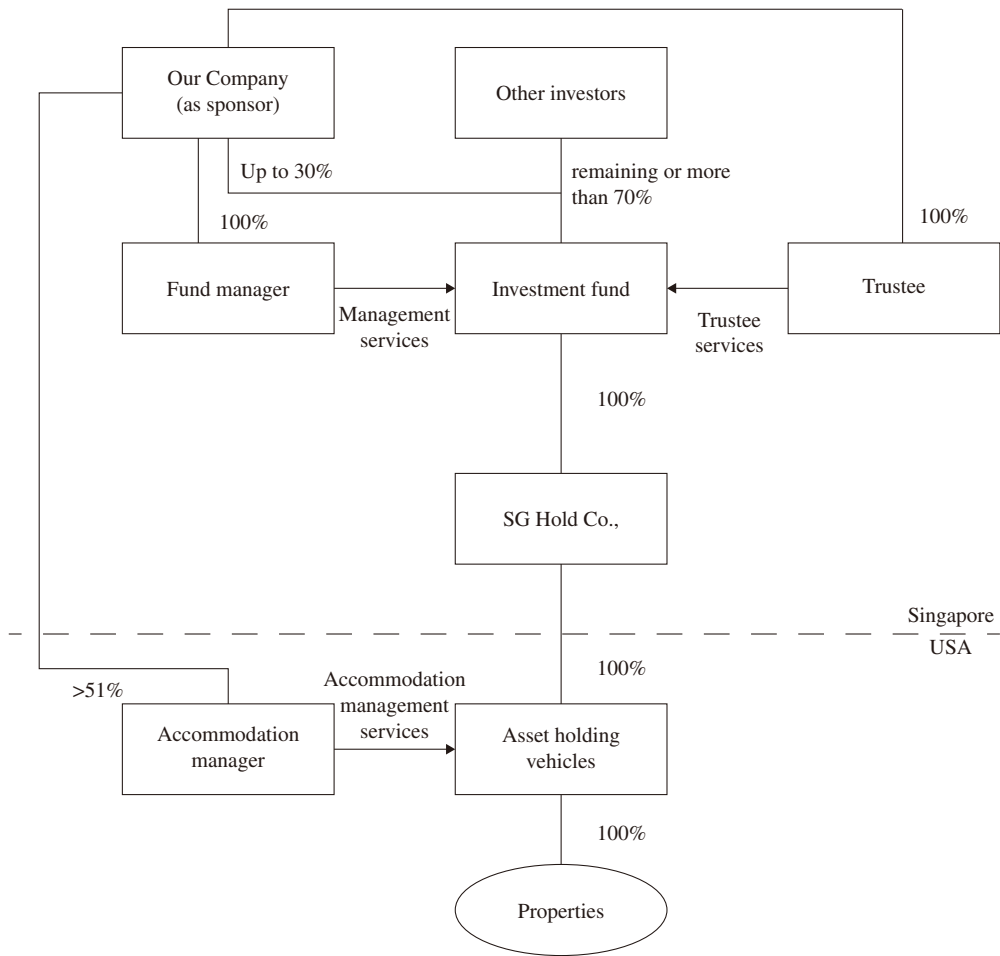 Our Company
(as sponsor)
Other investors
Up to 30%
remaining or more
than 70%
100%
100%
Fund manager
Investment fund
Trustee
Management
services
Trustee
services
100%
SG Hold Co.,
Singapore
USA
100%
>51%
Accommodation
management
services
Accommodation
manager
Asset holding
vehicles
100%
Properties